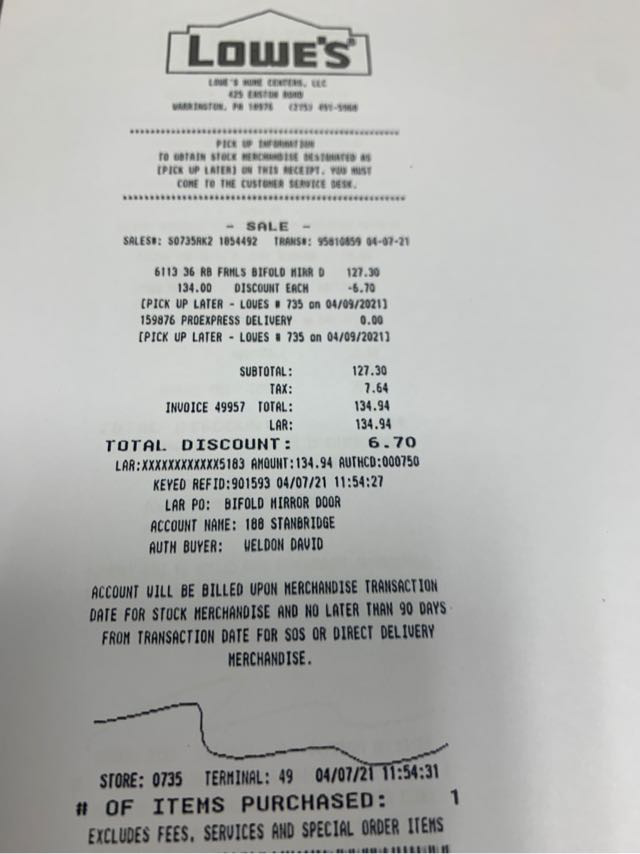 LOWE'S
LOWE'S HOME CENTERS, LLC
425 EASTON ROAD
WARRINGTON, PA 18976 (215)
PICK UP INFORMATION
TO OBTAIN STOCK MERCHANDISE DESIGNATED AS
[PICK UP LATER] ON THIS RECEIPT, YOU MUST
COME TO THE CUSTOMER SERVICE DESK.
- SALE -
SALES#: S0735RK2 1854492 TRANS#: 95810859 04-07-21
6113 36 RB FRMLS BIFOLD MIRR D 127.30
134.00 DISCOUNT EACH -6.70
[PICK UP LATER - LOWES # 735 on 04/09/2021]
159876 PROEXPRESS DELIVERY 0.00
[PICK UP LATER - LOWES # 735 on 04/09/2021]
SUBTOTAL: 127.30
TAX: 7.64
INVOICE 49957 TOTAL: 134.94
LAR: 134.94
TOTAL DISCOUNT: 6.70
LAR:XXXXXXXXXXXX5183 AMOUNT:134.94 AUTHCD:000750
KEYED REFID:901593 04/07/21 11:54:27
LAR PO: BIFOLD MIRROR DOOR
ACCOUNT NAME: 188 STANBRIDGE
AUTH BUYER: WELDON DAVID
ACCOUNT WILL BE BILLED UPON MERCHANDISE TRANSACTION
DATE FOR STOCK MERCHANDISE AND NO LATER THAN 90 DAYS
FROM TRANSACTION DATE FOR SOS OR DIRECT DELIVERY
MERCHANDISE.
STORE: 0735 TERMINAL: 49 04/07/21 11:54:31
# OF ITEMS PURCHASED: 1
EXCLUDES FEES, SERVICES AND SPECIAL ORDER ITEMS